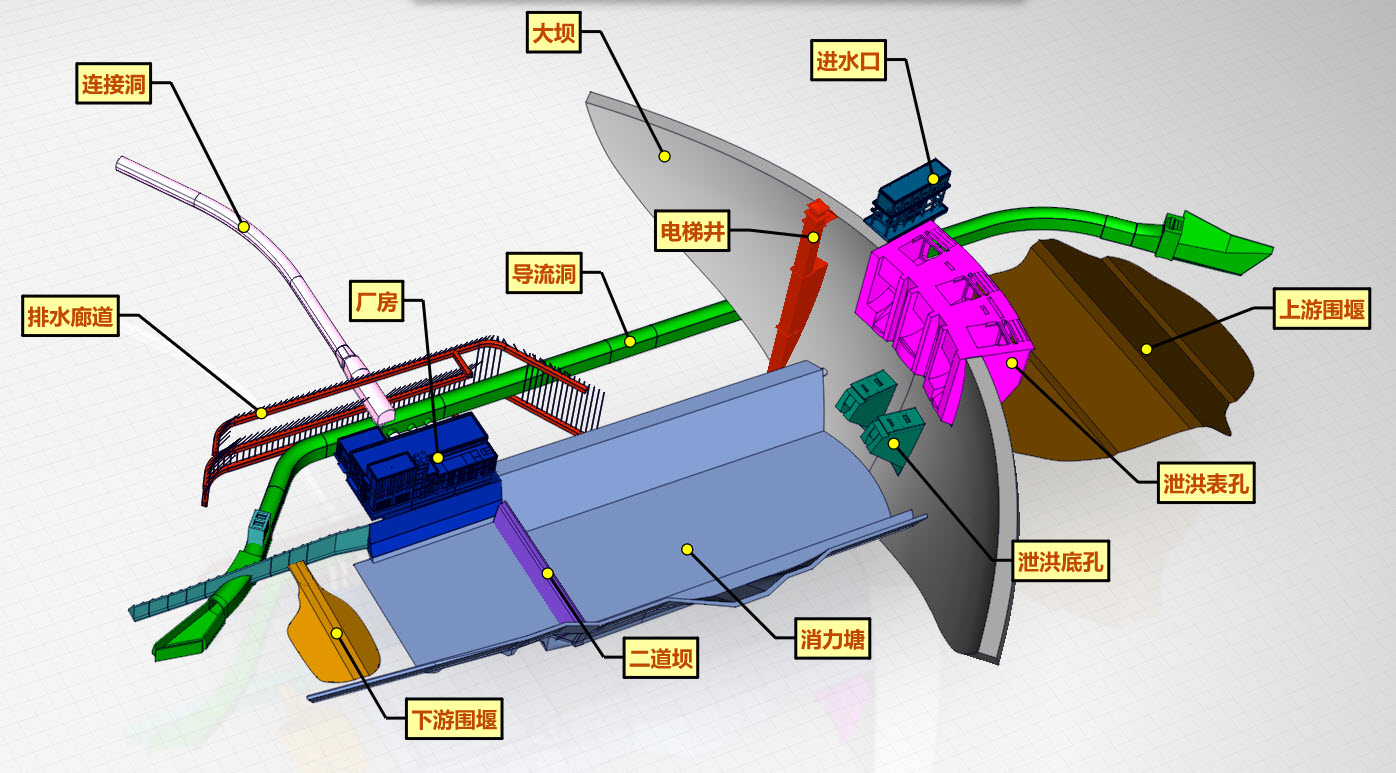 大坝
进水口
连接洞
电梯井
导流洞
厂房
排水廊道
上游围堰
泄洪表孔
泄洪底孔
消力塘
二道坝
下游围堰